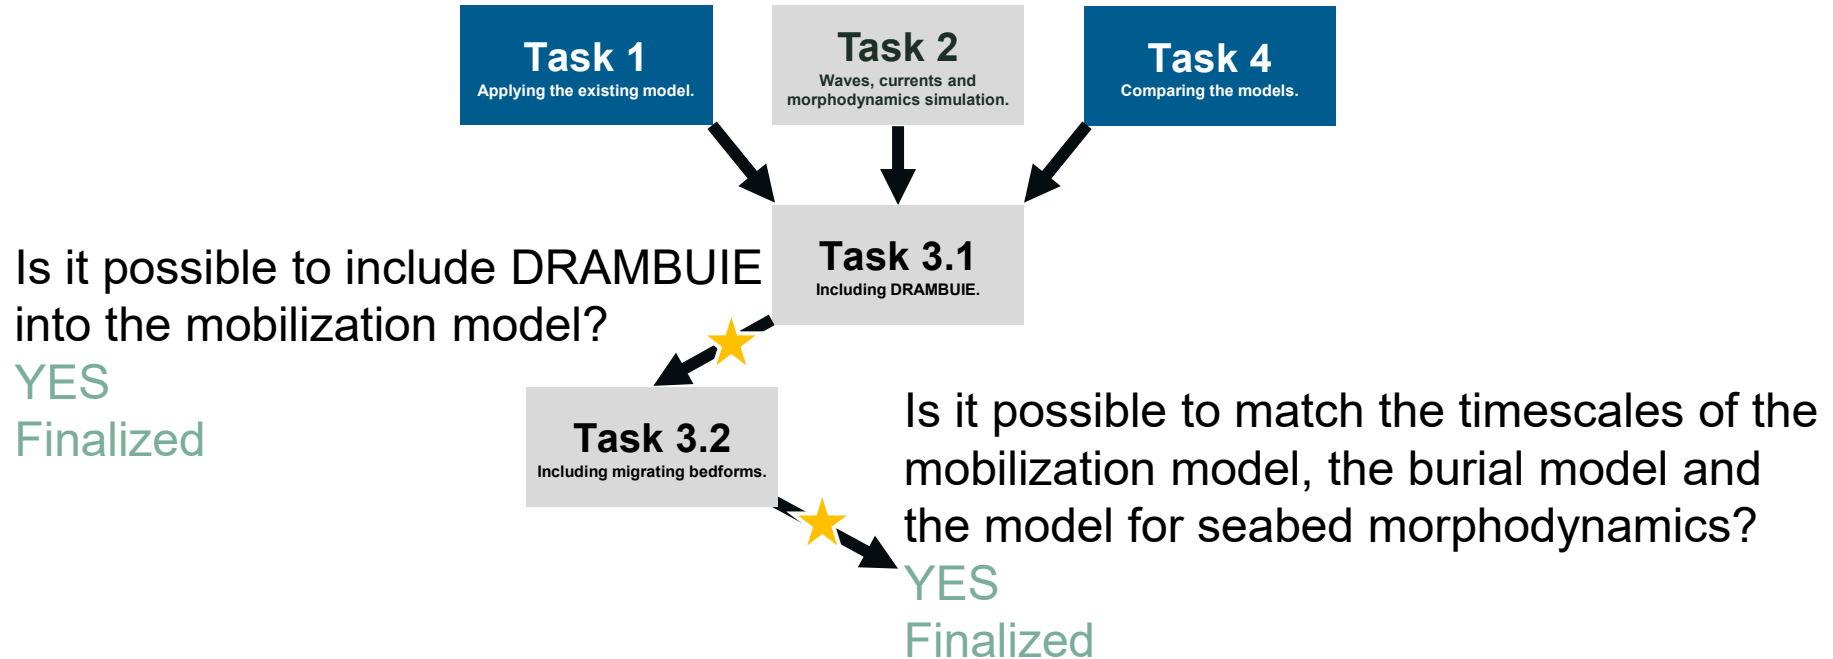 Task 1
Applying the existing model.
Task 2
Waves, currents and
morphodynamics simulation.
Task 4
Comparing the models.
Task 3.1
Including DRAMBUIE.
Is it possible to include DRAMBUIE
into the mobilization model?
YES
Finalized
Task 3.2
Including migrating bedforms.
Is it possible to match the timescales of the
mobilization model, the burial model and
the model for seabed morphodynamics?
YES
Finalized